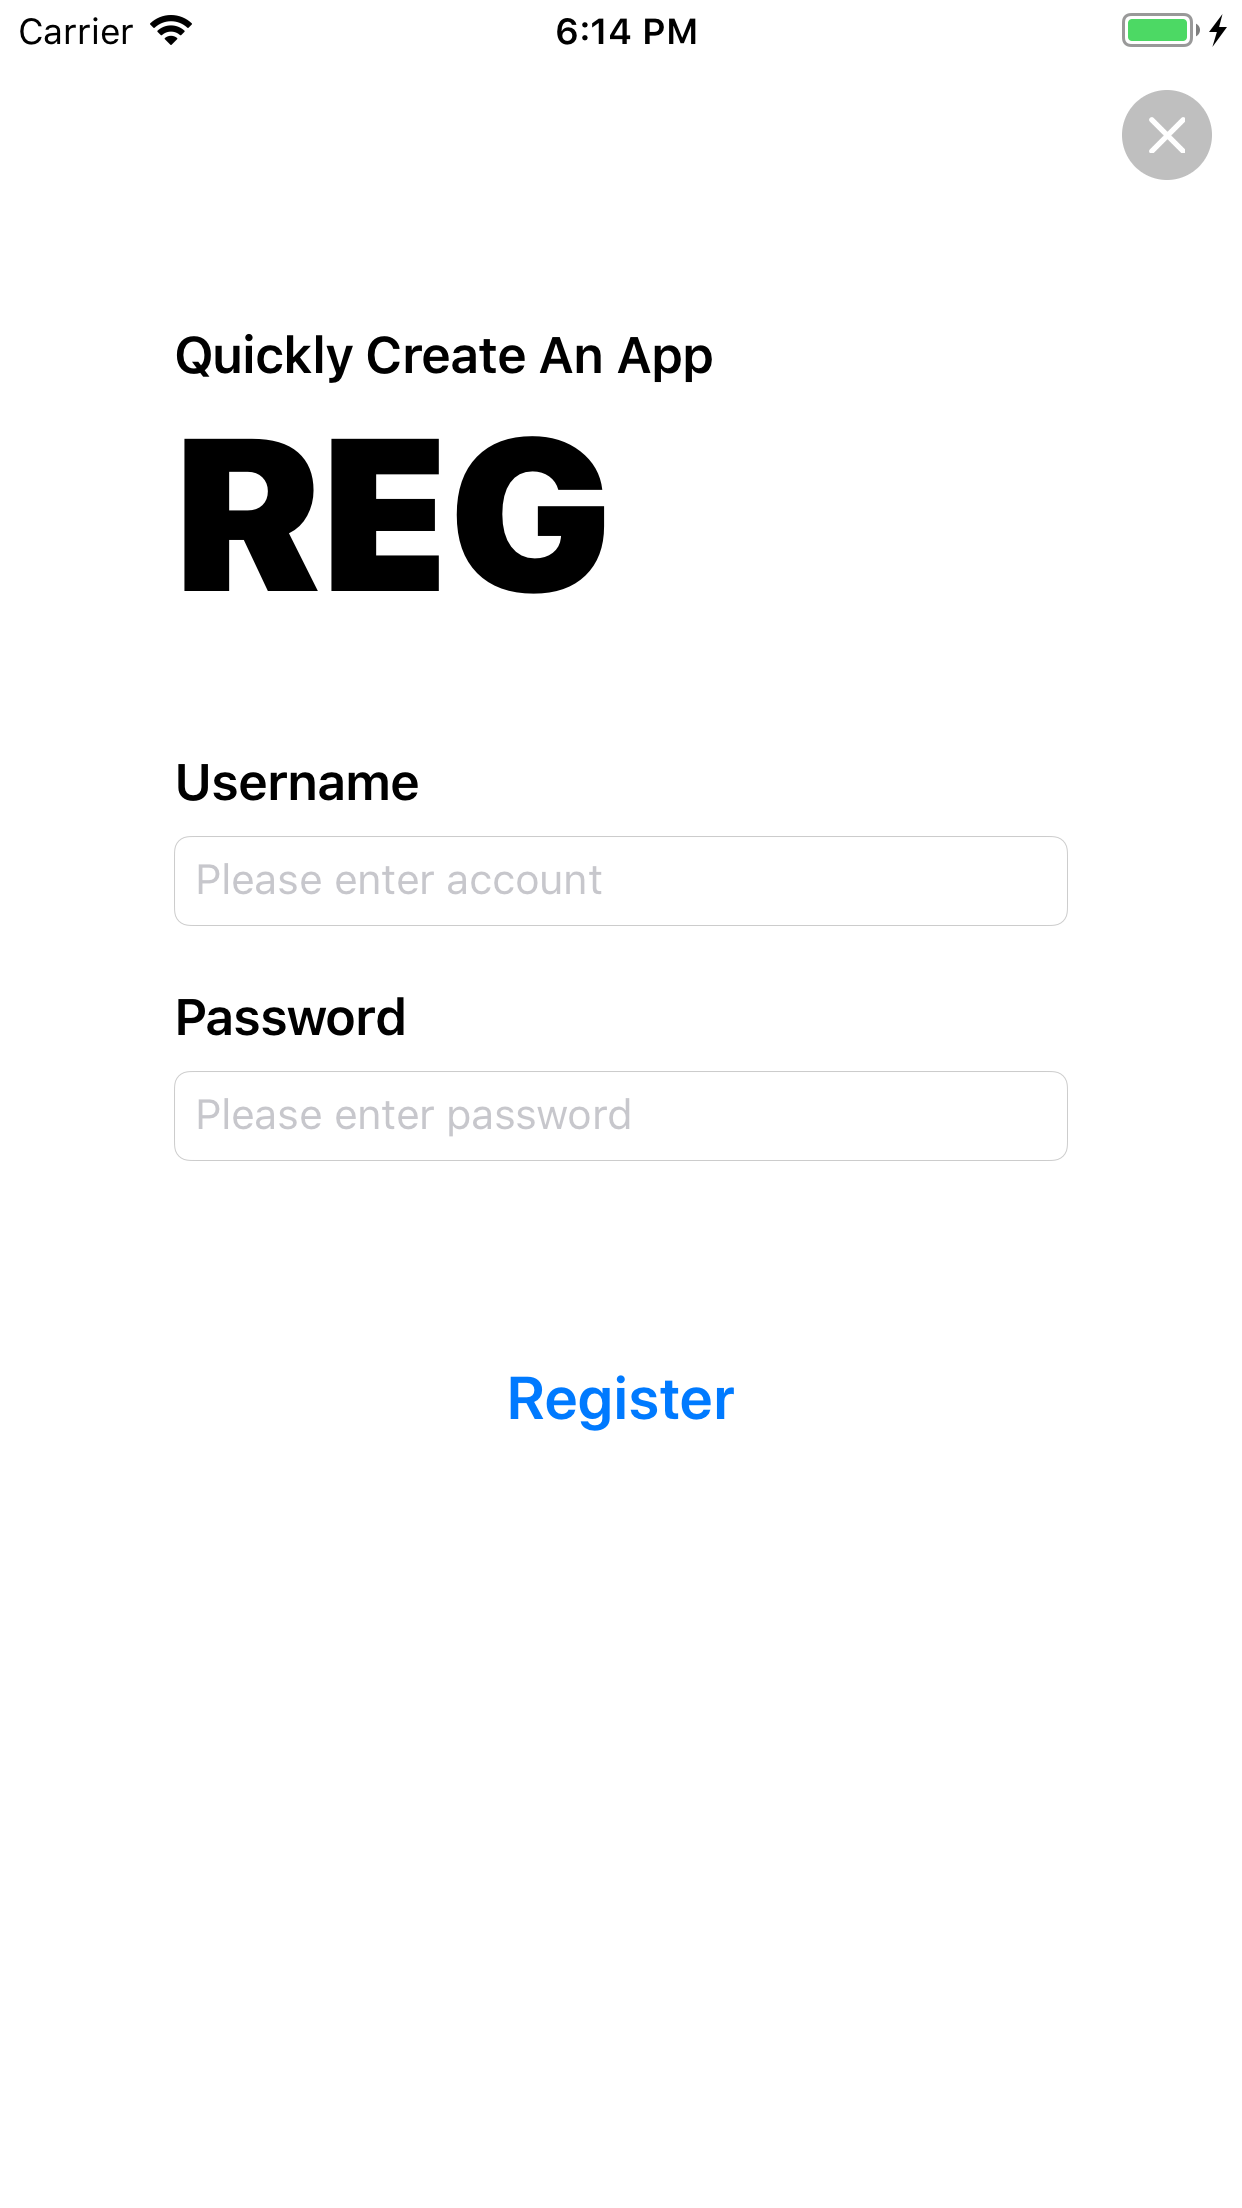 Carrier 6:14 PM
Quickly Create An App
REG
Username
Please enter account
Password
Please enter password
Register